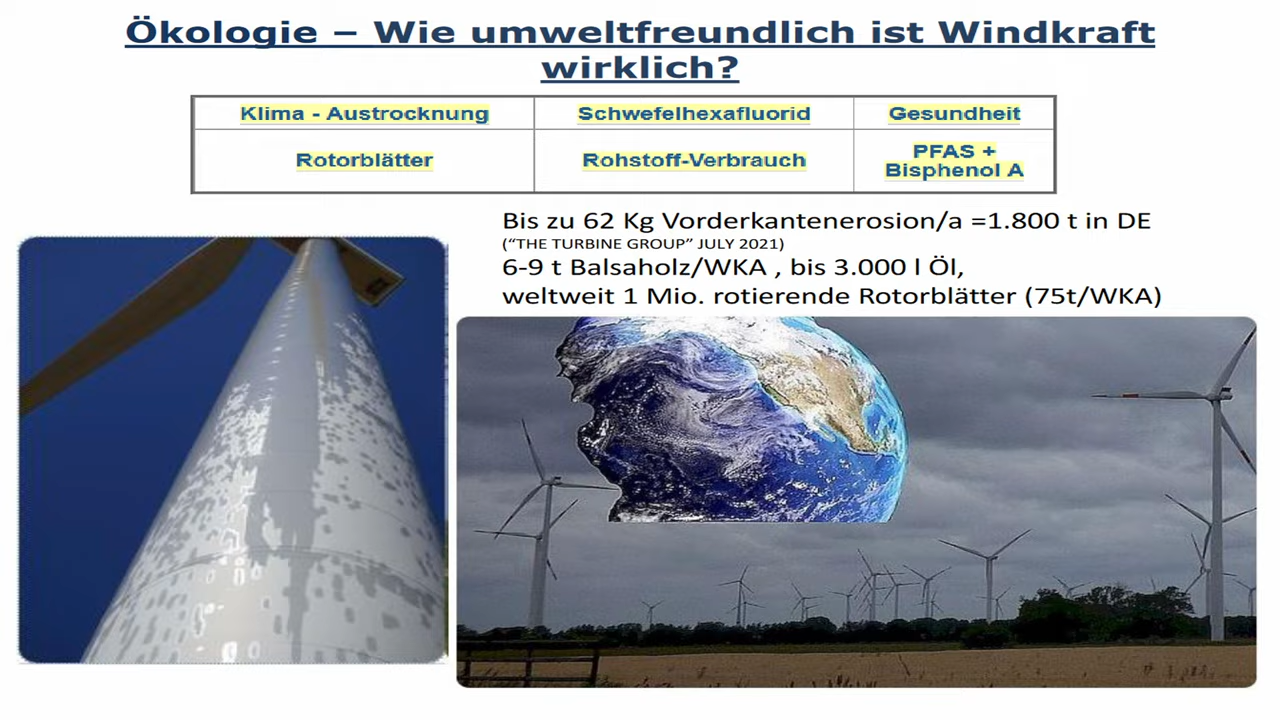 Ökologie – Wie umweltfreundlich ist Windkraft
wirklich?
Klima - Austrocknung
Schwefelhexafluorid
Gesundheit
Rotorblätter
Rohstoff-Verbrauch
PFAS +
Bisphenol A
Bis zu 62 Kg Vorderkantenerosion/a =1.800 t in DE
(“THE TURBINE GROUP” JULY 2021)
6-9 t Balsaholz/WKA , bis 3.000 l Öl,
weltweit 1 Mio. rotierende Rotorblätter (75t/WKA)